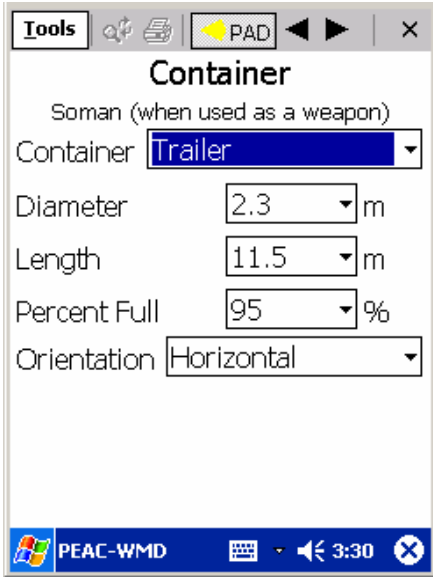 Tools PAD
Container
Soman (when used as a weapon)
Container Trailer
Diameter 2.3 m
Length 11.5 m
Percent Full 95 %
Orientation Horizontal
PEAC-WMD 3:30